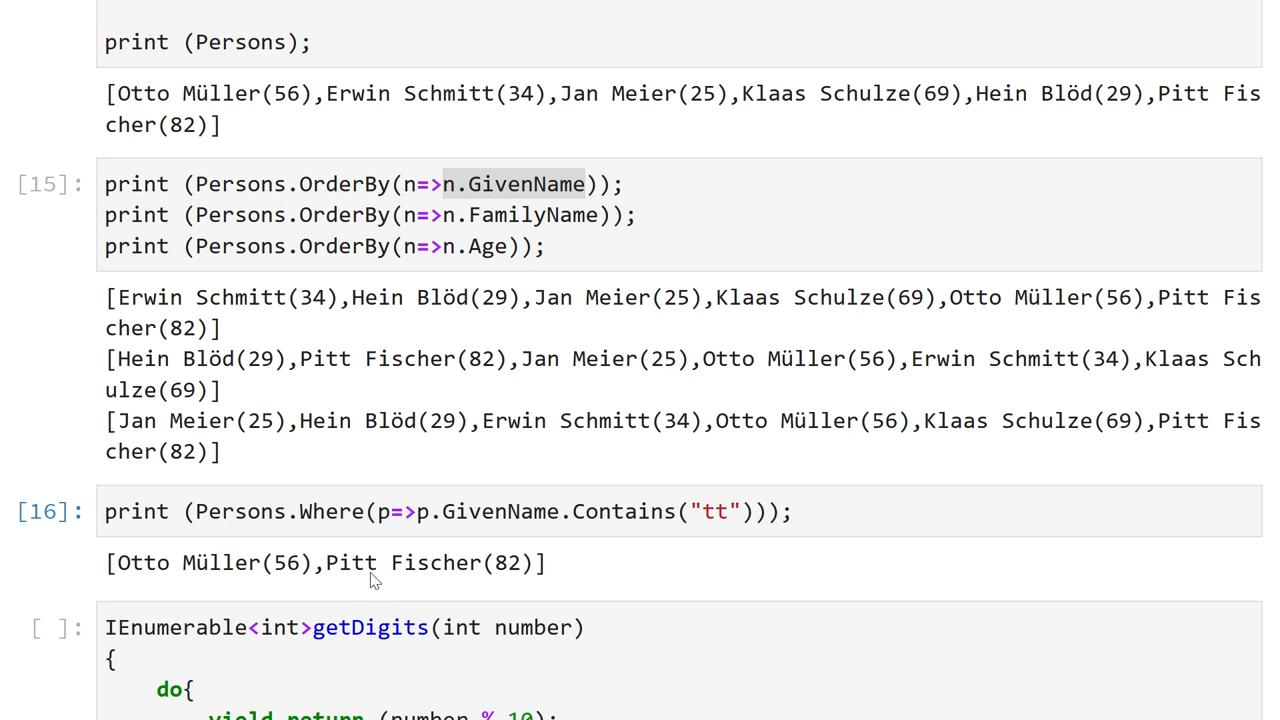 print (Persons);
[Otto Müller(56),Erwin Schmitt(34),Jan Meier(25),Klaas Schulze(69),Hein Blöd(29),Pitt Fis
cher(82)]
[15]: print (Persons.OrderBy(n=>n.GivenName));
print (Persons.OrderBy(n=>n.FamilyName));
print (Persons.OrderBy(n=>n.Age));
[Erwin Schmitt(34),Hein Blöd(29),Jan Meier(25),Klaas Schulze(69),Otto Müller(56),Pitt Fis
cher(82)]
[Hein Blöd(29),Pitt Fischer(82),Jan Meier(25),Otto Müller(56),Erwin Schmitt(34),Klaas Sch
ulze(69)]
[Jan Meier(25),Hein Blöd(29),Erwin Schmitt(34),Otto Müller(56),Klaas Schulze(69),Pitt Fis
cher(82)]
[16]: print (Persons.Where(p=>p.GivenName.Contains("tt")));
[Otto Müller(56),Pitt Fischer(82)]
[ ]: IEnumerable<int>getDigits(int number)
{
do{
yield return (number % 10);